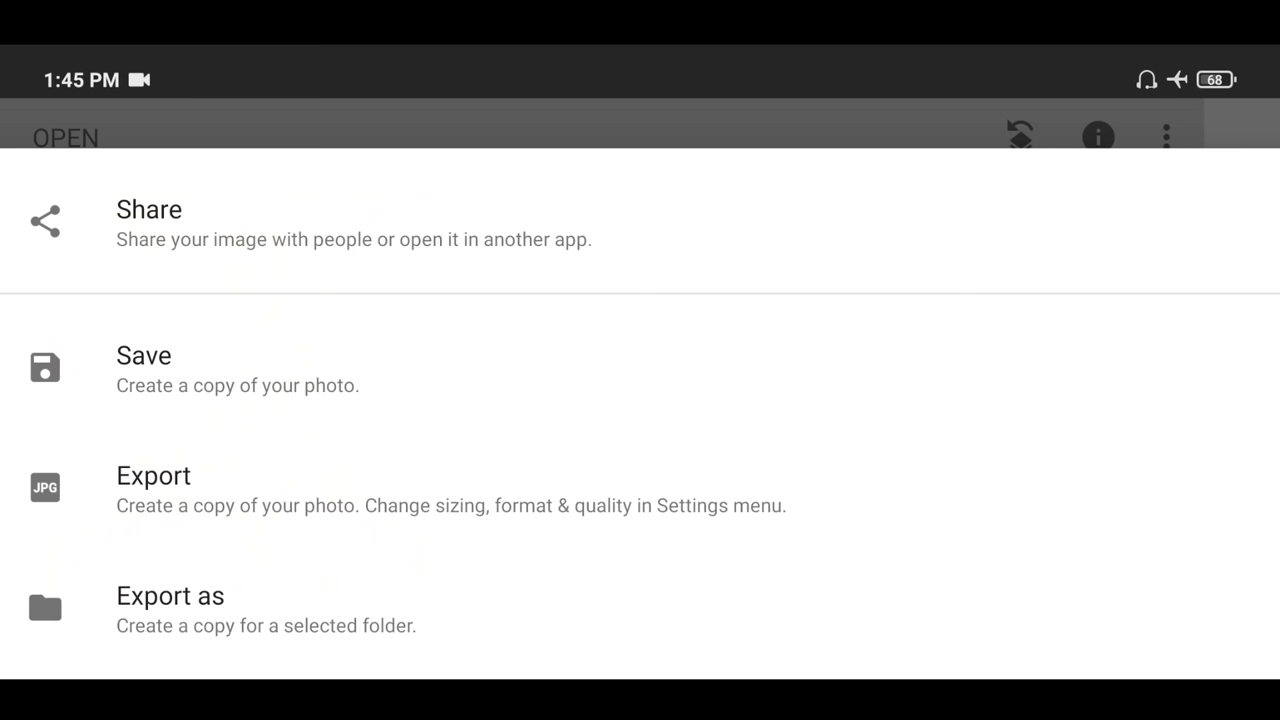 1:45 PM
68
OPEN
Share
Share your image with people or open it in another app.
Save
Create a copy of your photo.
JPG
Export
Create a copy of your photo. Change sizing, format & quality in Settings menu.
Export as
Create a copy for a selected folder.